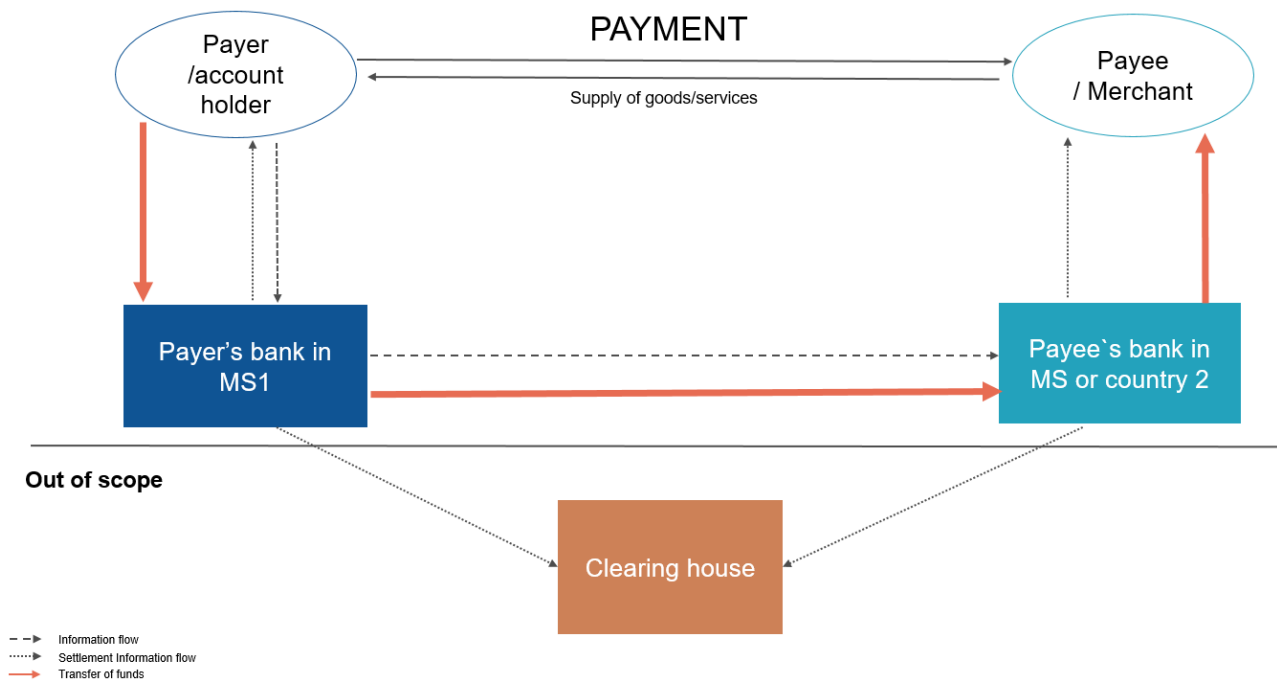 PAYMENT
Payer
/account
holder
Payee
/ Merchant
Supply of goods/services
Payer’s bank in
MS1
Payee`s bank in
MS or country 2
Out of scope
Clearing house
Information flow
Settlement Information flow
Transfer of funds